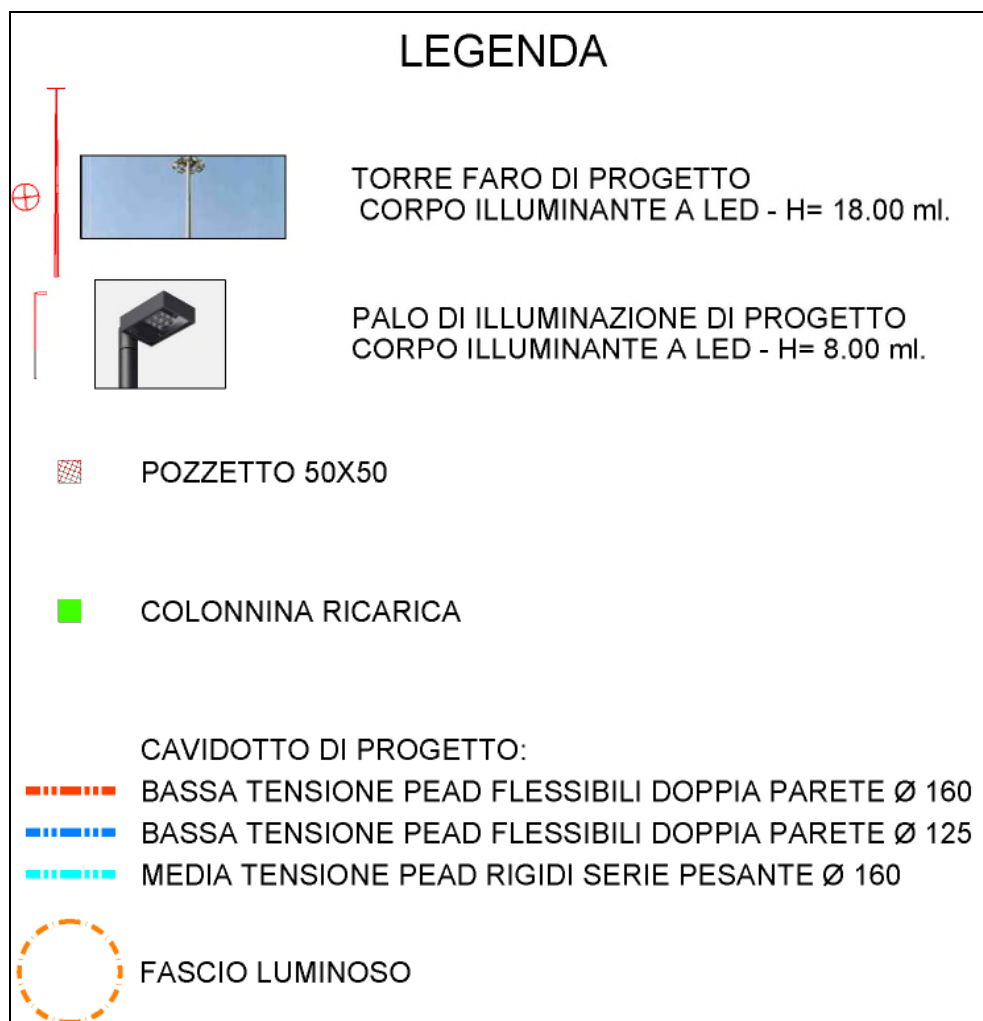 LEGENDA
TORRE FARO DI PROGETTO
CORPO ILLUMINANTE A LED - H= 18.00 ml.
PALO DI ILLUMINAZIONE DI PROGETTO
CORPO ILLUMINANTE A LED - H= 8.00 ml.
POZZETTO 50X50
COLONNINA RICARICA
CAVIDOTTO DI PROGETTO:
BASSA TENSIONE PEAD FLESSIBILI DOPPIA PARETE Ø 160
BASSA TENSIONE PEAD FLESSIBILI DOPPIA PARETE Ø 125
MEDIA TENSIONE PEAD RIGIDI SERIE PESANTE Ø 160
FASCIO LUMINOSO